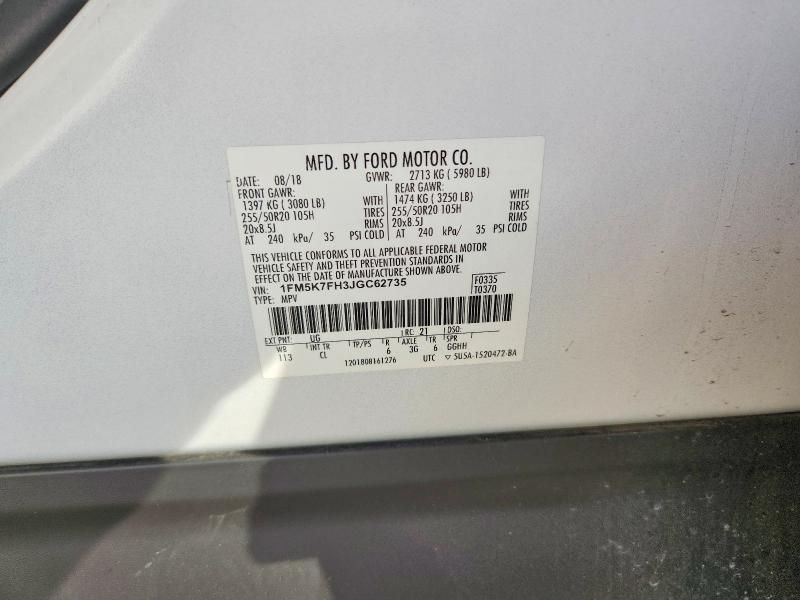 MFD. BY FORD MOTOR CO.
DATE: 08/18 GVWR: 2713 KG ( 5980 LB)
FRONT GAWR: REAR GAWR:
1397 KG ( 3080 LB) WITH 1474 KG ( 3250 LB) WITH
255/50R20 105H TIRES 255/50R20 105H TIRES
20x8.5J RIMS 20x8.5J RIMS
AT 240 kPa/ 35 PSI COLD AT 240 kPa/ 35 PSI COLD
THIS VEHICLE CONFORMS TO ALL APPLICABLE FEDERAL MOTOR
VEHICLE SAFETY AND THEFT PREVENTION STANDARDS IN
EFFECT ON THE DATE OF MANUFACTURE SHOWN ABOVE.
VIN: 1FM5K7FH3JGC62735 F0335
TYPE: MPV T0370
EXT PNT: UG RC: 21 DSO:
WB INT TR TP/PS R AXLE TR SPR
113 CL 6 3G 6 GGHH
1201808161276 UTC ▽ 5U5A-1520472-BA